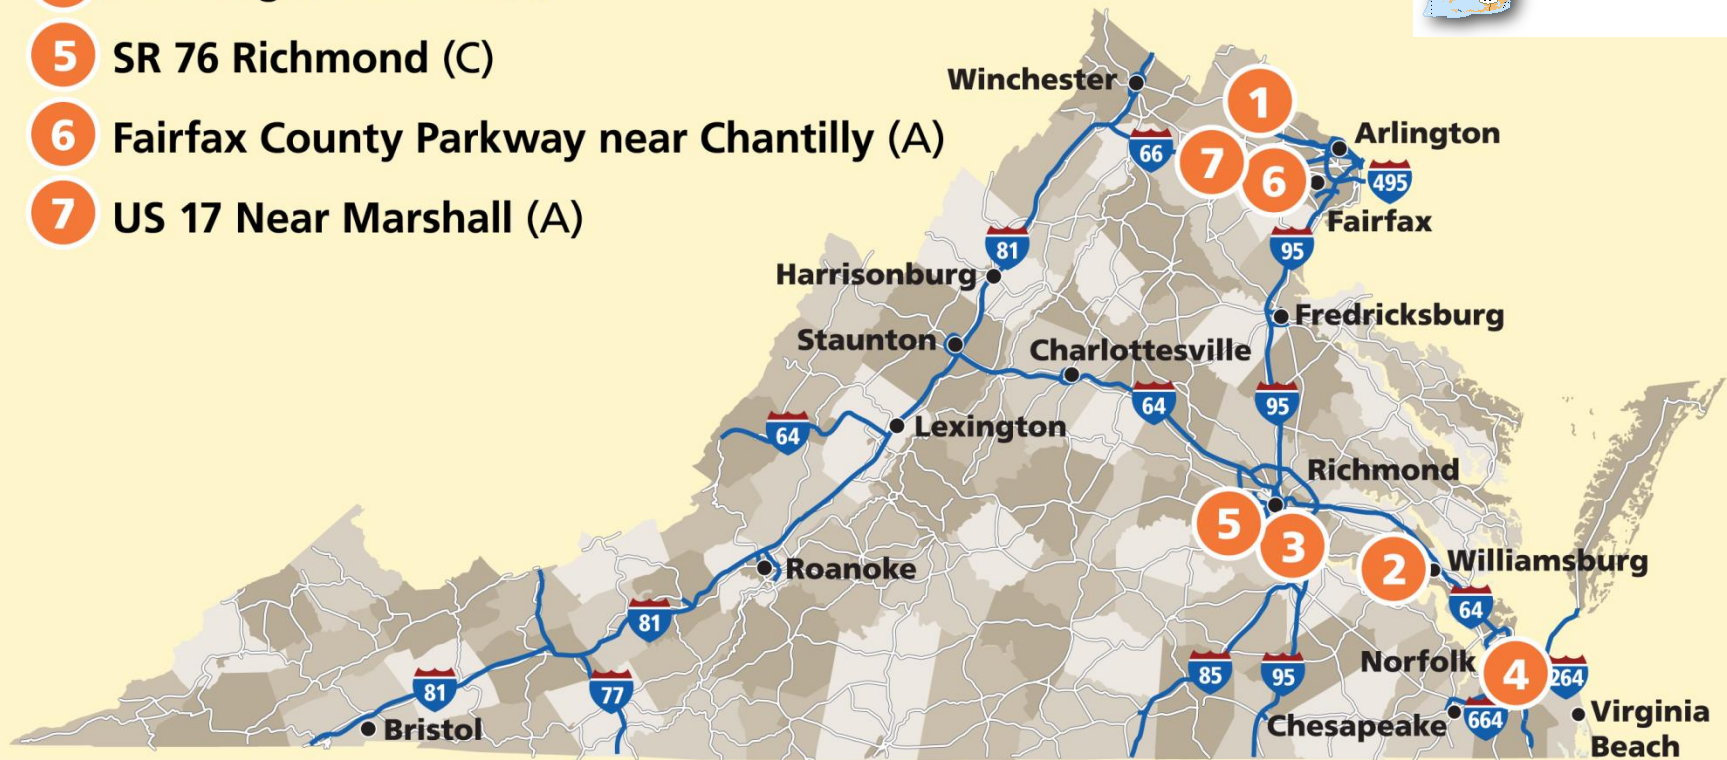 5 SR 76 Richmond (C)
6 Fairfax County Parkway near Chantilly (A)
7 US 17 Near Marshall (A)
Winchester
1
Arlington
66
7
6
495
Fairfax
81
95
Harrisonburg
Fredricksburg
Staunton
Charlottesville
64
95
64
Lexington
Richmond
5
3
2
Williamsburg
Roanoke
64
81
Norfolk
4
264
85
95
81
77
664
Chesapeake
Virginia
Beach
Bristol